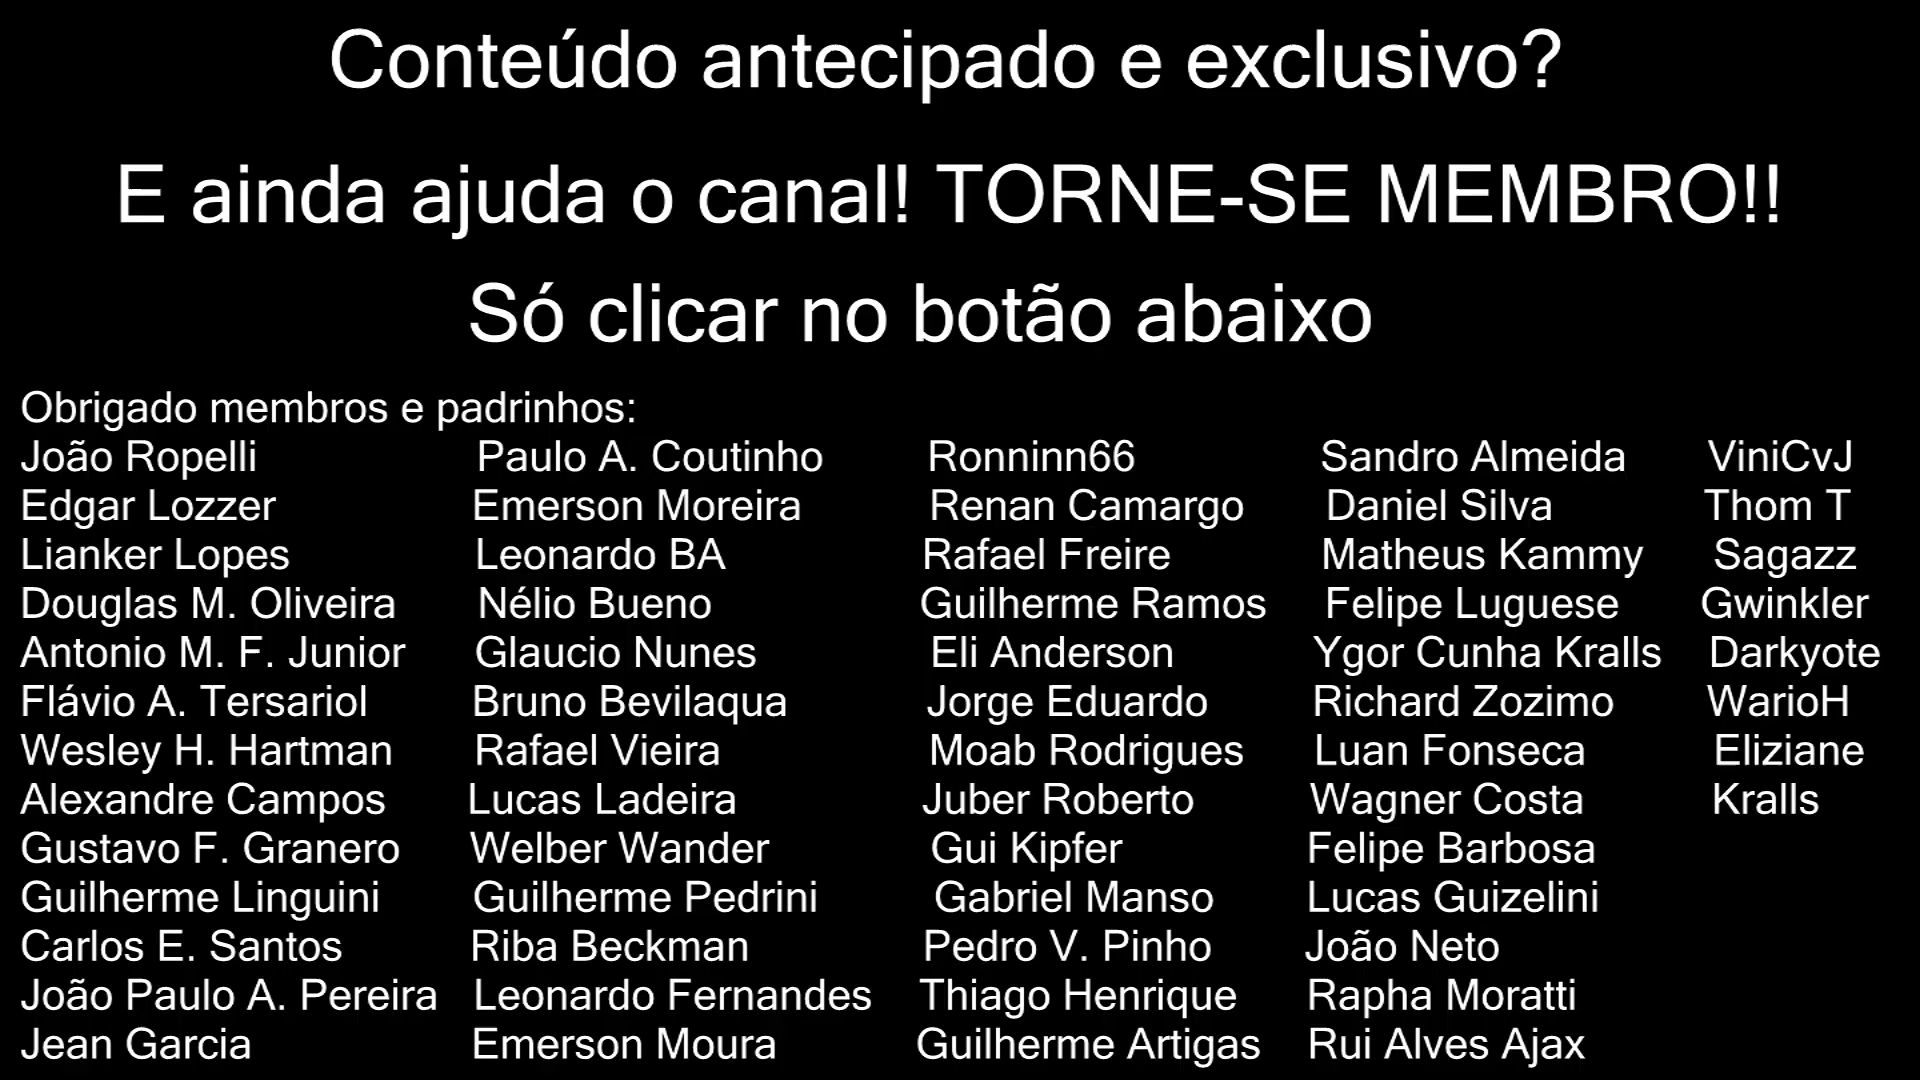 Conteúdo antecipado e exclusivo?
E ainda ajuda o canal! TORNE-SE MEMBRO!!
Só clicar no botão abaixo
Obrigado membros e padrinhos:
João Ropelli Paulo A. Coutinho Ronninn66 Sandro Almeida ViniCvJ
Edgar Lozzer Emerson Moreira Renan Camargo Daniel Silva Thom T
Lianker Lopes Leonardo BA Rafael Freire Matheus Kammy Sagazz
Douglas M. Oliveira Nélio Bueno Guilherme Ramos Felipe Luguese Gwinkler
Antonio M. F. Junior Glaucio Nunes Eli Anderson Ygor Cunha Kralls Darkyote
Flávio A. Tersariol Bruno Bevilaqua Jorge Eduardo Richard Zozimo WarioH
Wesley H. Hartman Rafael Vieira Moab Rodrigues Luan Fonseca Eliziane
Alexandre Campos Lucas Ladeira Juber Roberto Wagner Costa Kralls
Gustavo F. Granero Welber Wander Gui Kipfer Felipe Barbosa
Guilherme Linguini Guilherme Pedrini Gabriel Manso Lucas Guizelini
Carlos E. Santos Riba Beckman Pedro V. Pinho João Neto
João Paulo A. Pereira Leonardo Fernandes Thiago Henrique Rapha Moratti
Jean Garcia Emerson Moura Guilherme Artigas Rui Alves Ajax